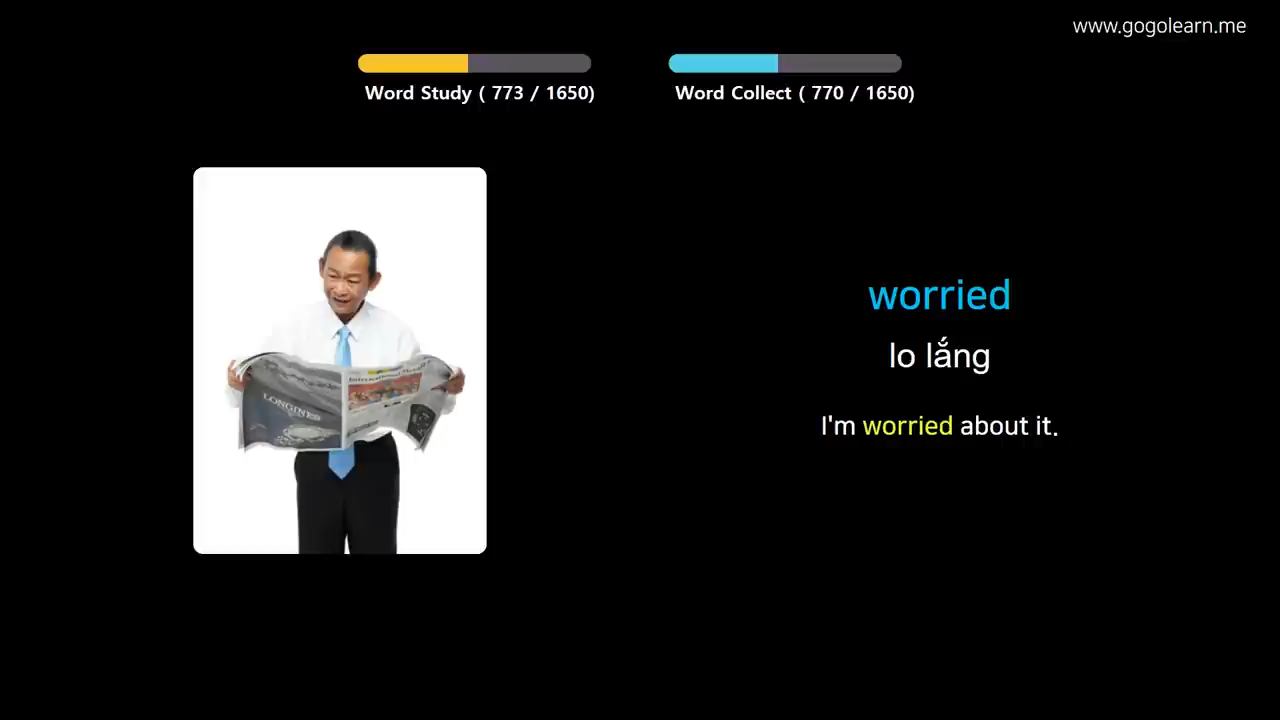 www.gogolearn.me
Word Study ( 773 / 1650)
Word Collect ( 770 / 1650)
worried
lo lắng
I'm worried about it.
LONGINES